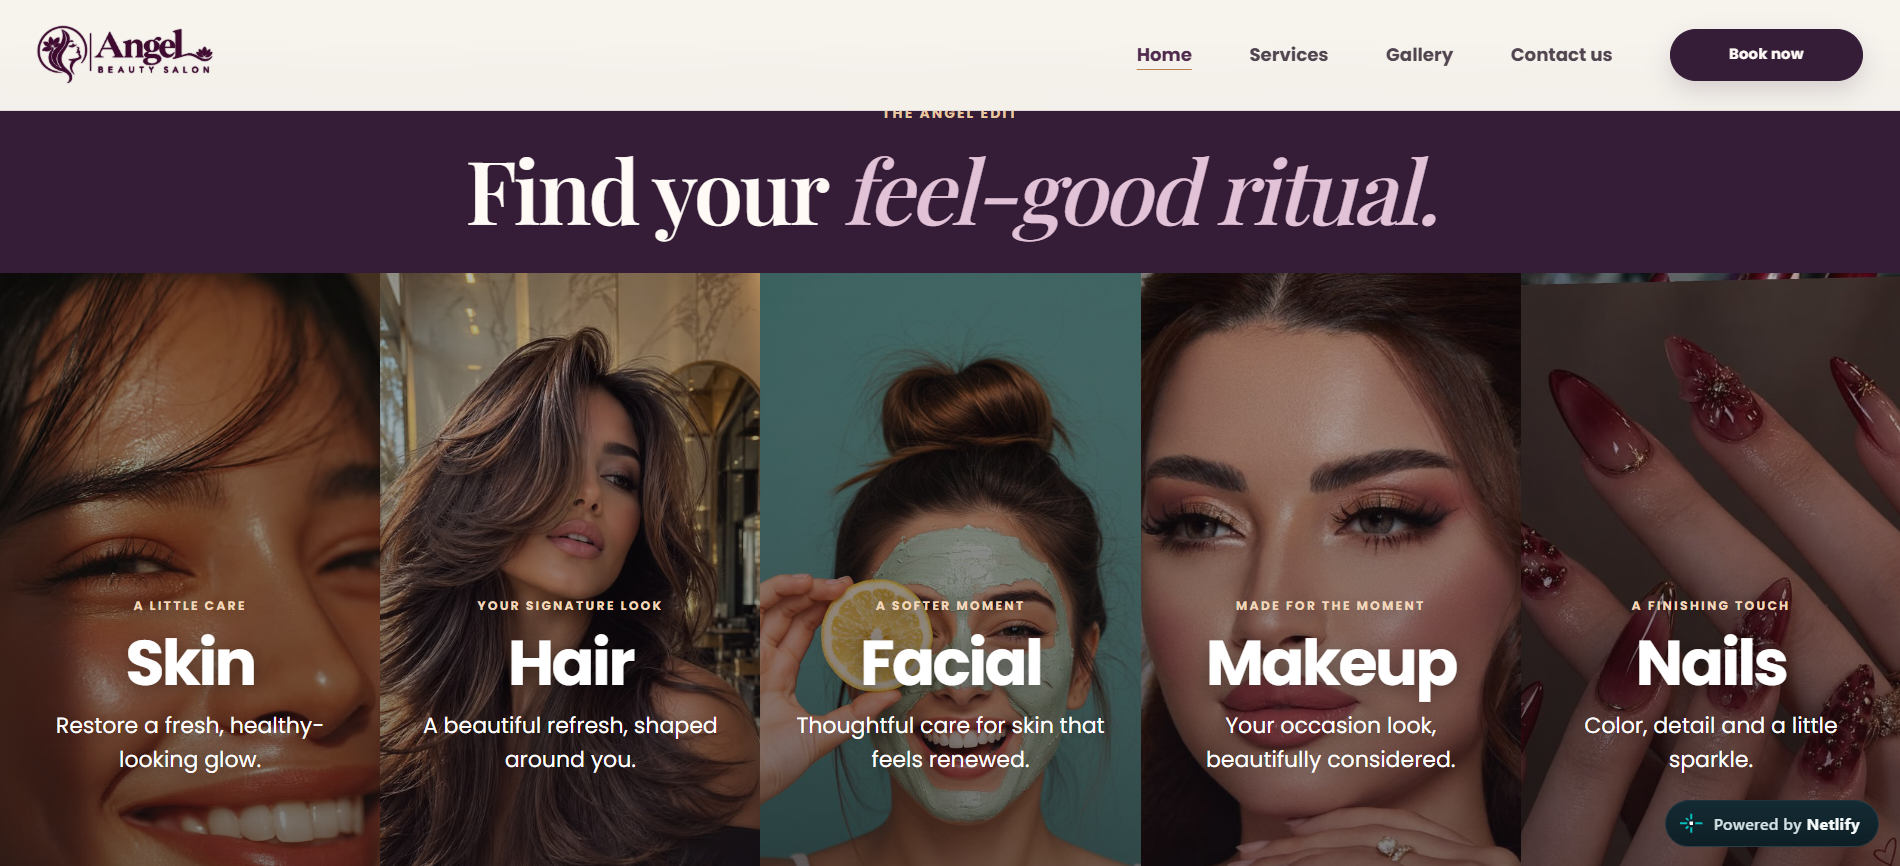 Angel
BEAUTY SALON
Home
Services
Gallery
Contact us
Book now
THE ANGEL EDIT
Find your feel-good ritual.
A LITTLE CARE
Skin
Restore a fresh, healthy-
looking glow.
YOUR SIGNATURE LOOK
Hair
A beautiful refresh, shaped
around you.
A SOFTER MOMENT
Facial
Thoughtful care for skin that
feels renewed.
MADE FOR THE MOMENT
Makeup
Your occasion look,
beautifully considered.
A FINISHING TOUCH
Nails
Color, detail and a little
sparkle.
Powered by Netlify